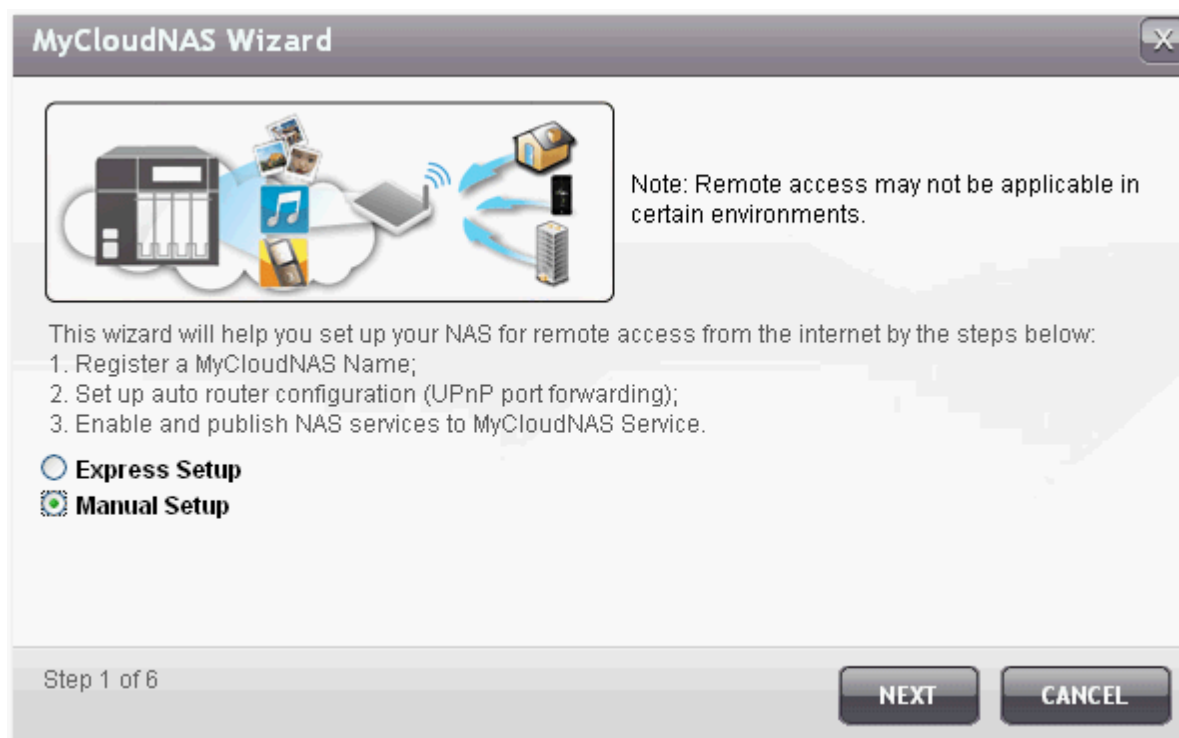 MyCloudNAS Wizard
X
Note: Remote access may not be applicable in
certain environments.
This wizard will help you set up your NAS for remote access from the internet by the steps below:
1. Register a MyCloudNAS Name;
2. Set up auto router configuration (UPnP port forwarding);
3. Enable and publish NAS services to MyCloudNAS Service.
Express Setup
Manual Setup
Step 1 of 6
NEXT
CANCEL